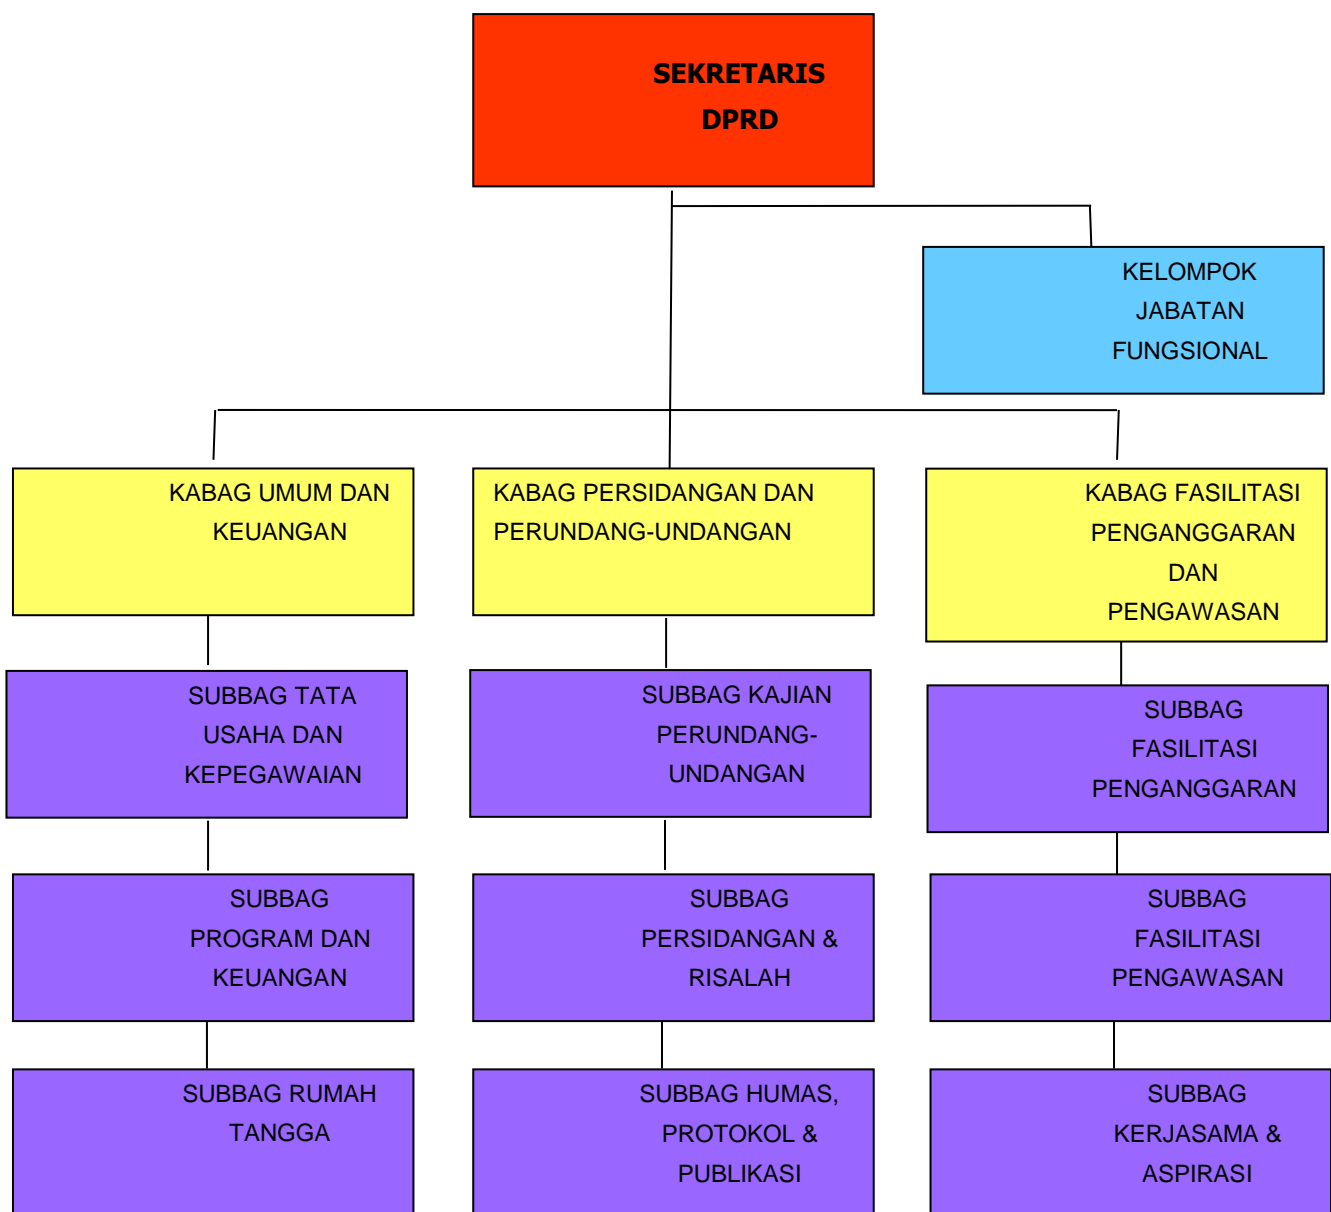 SEKRETARIS
DPRD
KELOMPOK
JABATAN
FUNGSIONAL
KABAG UMUM DAN
KEUANGAN
KABAG PERSIDANGAN DAN
PERUNDANG-UNDANGAN
KABAG FASILITASI
PENGANGGARAN
DAN
PENGAWASAN
SUBBAG TATA
USAHA DAN
KEPEGAWAIAN
SUBBAG KAJIAN
PERUNDANG-
UNDANGAN
SUBBAG
FASILITASI
PENGANGGARAN
SUBBAG
PROGRAM DAN
KEUANGAN
SUBBAG
PERSIDANGAN &
RISALAH
SUBBAG
FASILITASI
PENGAWASAN
SUBBAG RUMAH
TANGGA
SUBBAG HUMAS,
PROTOKOL &
PUBLIKASI
SUBBAG
KERJASAMA &
ASPIRASI